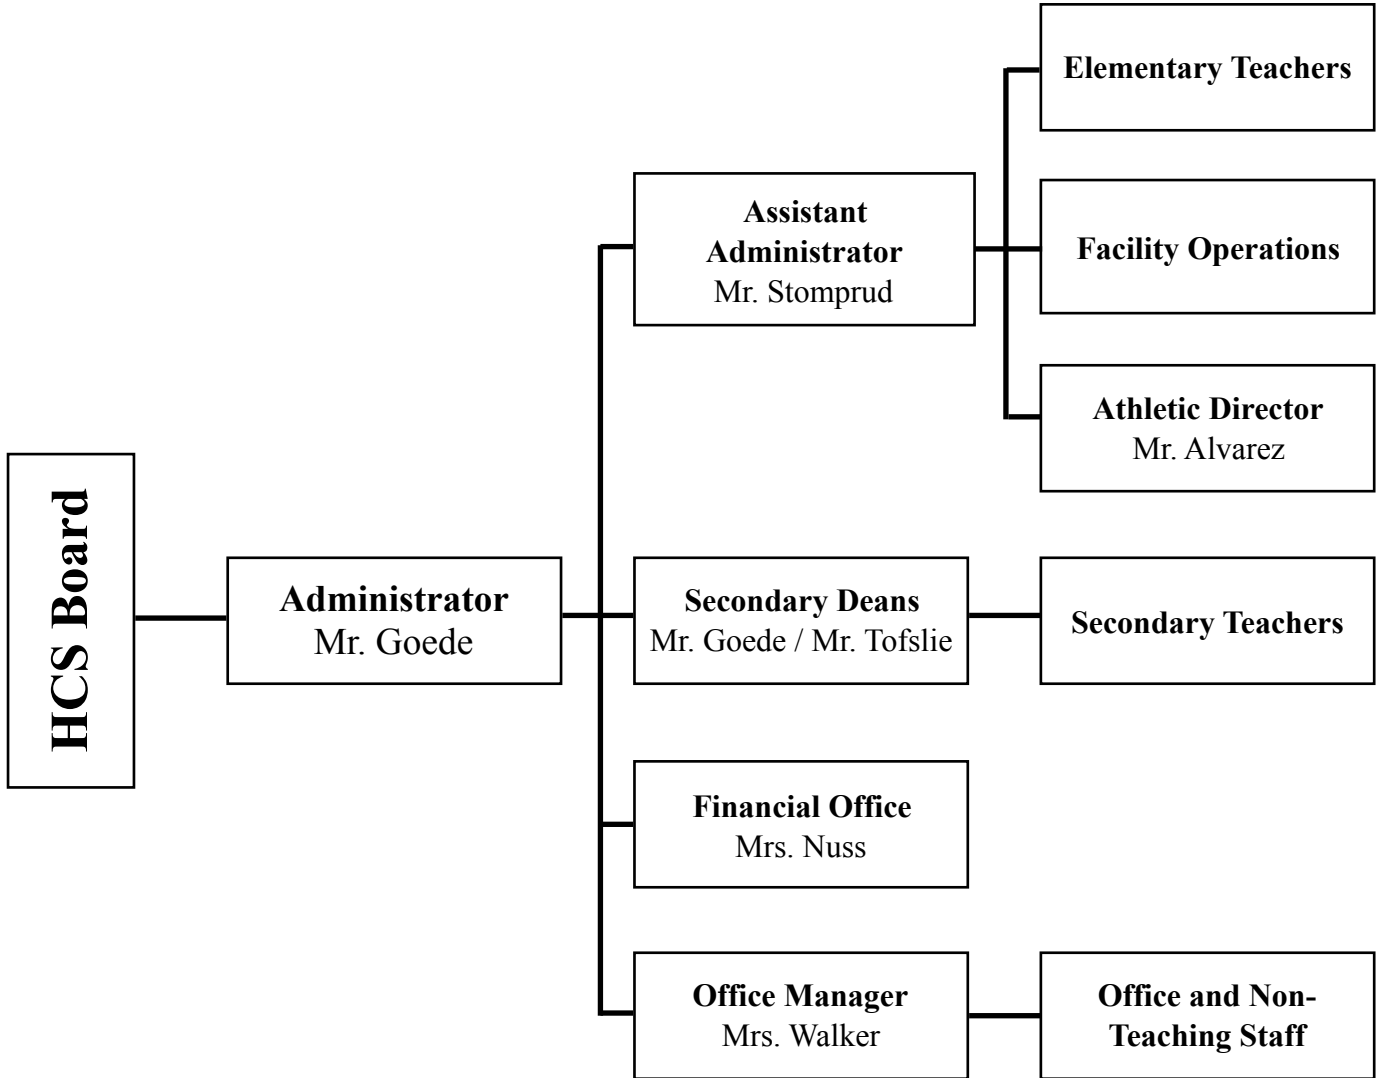 HCS Board
Administrator
Mr. Goede
Assistant
Administrator
Mr. Stomprud
Elementary Teachers
Facility Operations
Athletic Director
Mr. Alvarez
Secondary Deans
Mr. Goede / Mr. Tofslie
Secondary Teachers
Financial Office
Mrs. Nuss
Office Manager
Mrs. Walker
Office and Non-
Teaching Staff